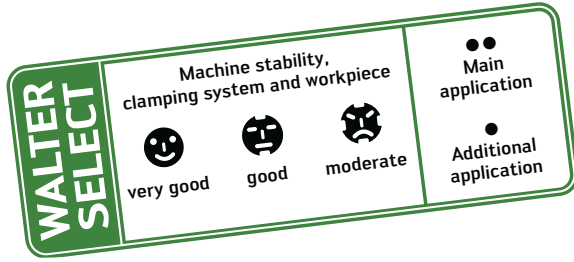 WALTER
SELECT
Machine stability,
clamping system and workpiece
very good
good
moderate
Main
application
Additional
application